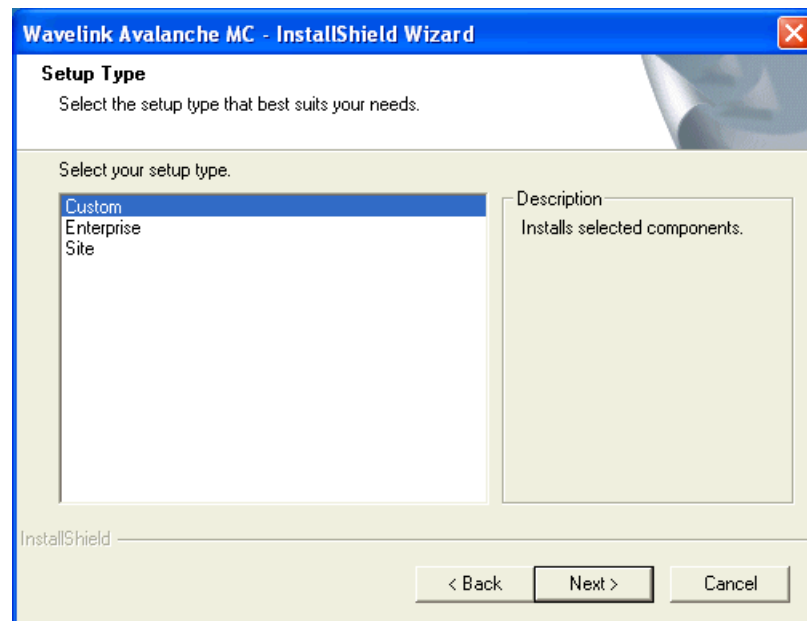 Wavelink Avalanche MC - InstallShield Wizard
Setup Type
Select the setup type that best suits your needs.
Select your setup type.
Custom
Enterprise
Site
Description
Installs selected components.
InstallShield
< Back
Next >
Cancel